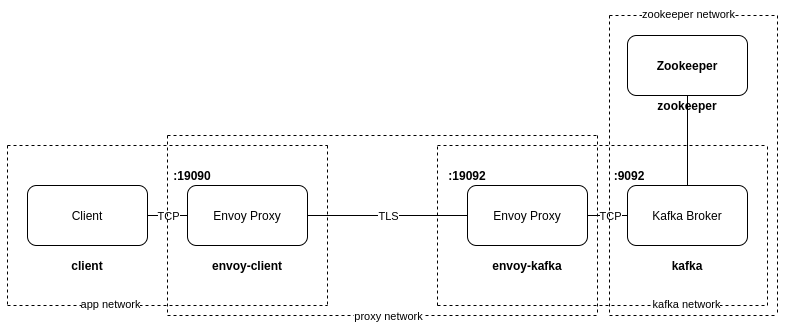 zookeeper network
Zookeeper
zookeeper
:19090
:19092
:9092
Client
TCP
Envoy Proxy
TLS
Envoy Proxy
TCP
Kafka Broker
client
envoy-client
envoy-kafka
kafka
app network
kafka network
proxy network